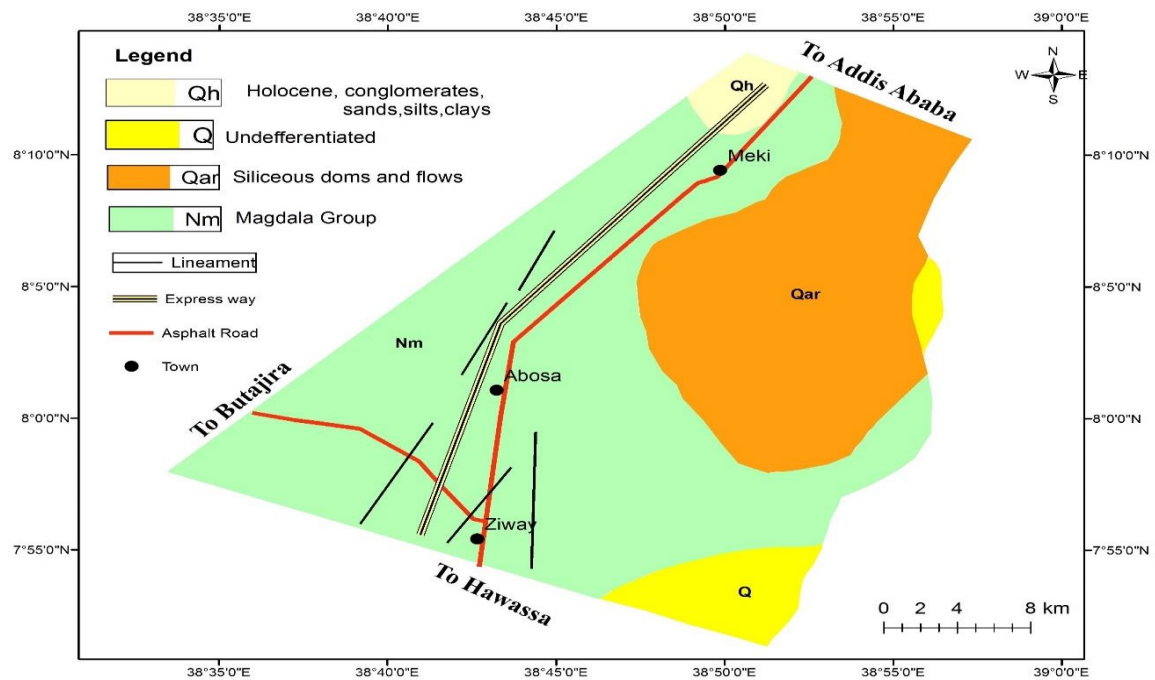 38°35'0"E 38°40'0"E 38°45'0"E 38°50'0"E 38°55'0"E 39°0'0"E
Legend
Qh Holocene, conglomerates,
sands,silts,clays
Q Undefferentiated
Qar Siliceous doms and flows
Nm Magdala Group
Lineament
Express way
Asphalt Road
Town
To Addis Ababa
N
W E
S
Qh
8°10'0"N
8°10'0"N
Meki
8°5'0"N
8°5'0"N
Qar
Nm
Abosa
To Butajira
8°0'0"N
8°0'0"N
Ziway
7°55'0"N
7°55'0"N
To Hawassa
Q
0 2 4 8 km
38°35'0"E 38°40'0"E 38°45'0"E 38°50'0"E 38°55'0"E 39°0'0"E